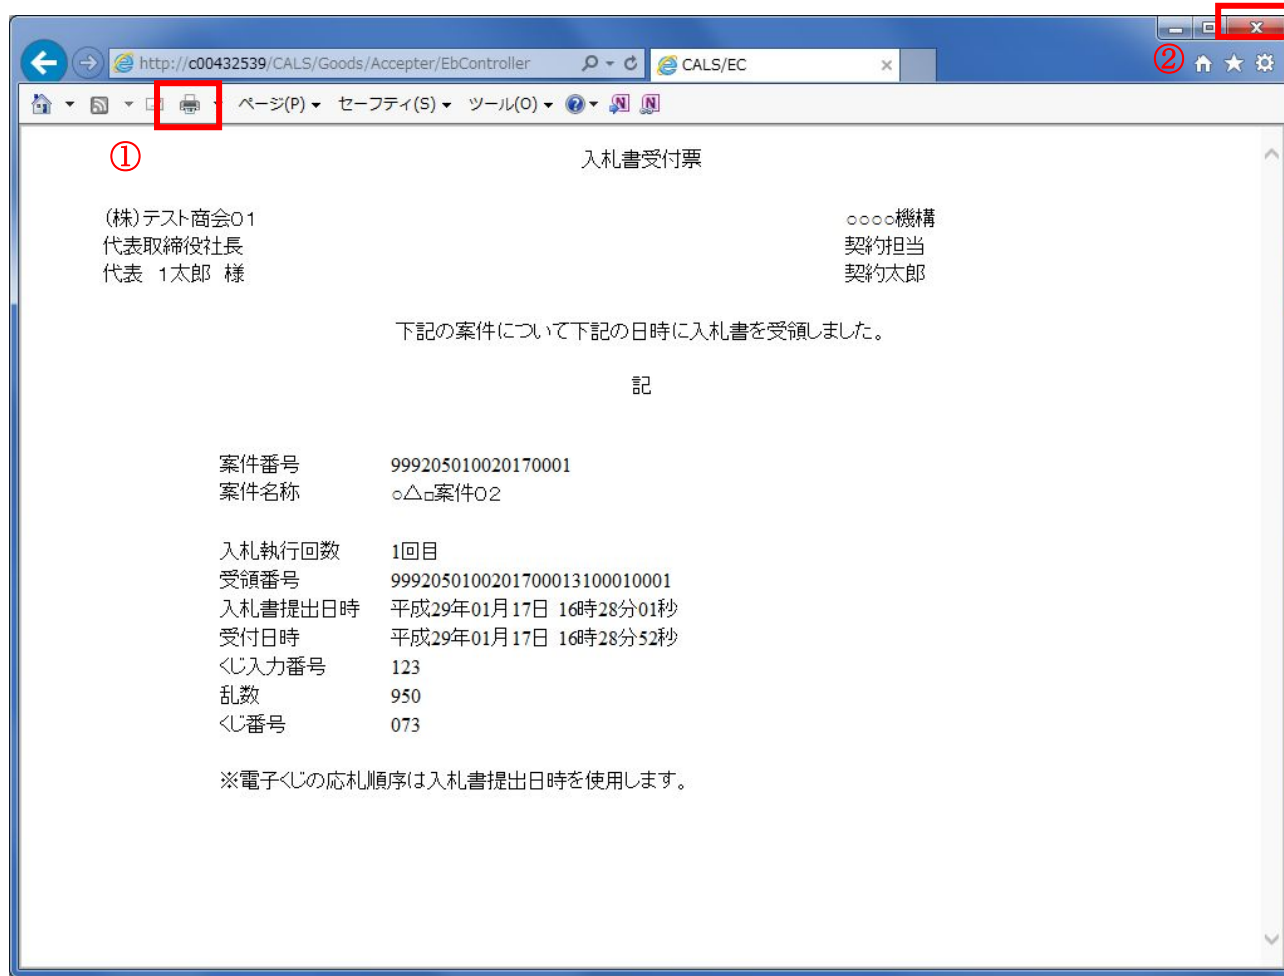 http://c00432539/CALS/Goods/Accepter/EbController
CALS/EC
②
ページ(P) セーフティ(S) ツール(O)
①
入札書受付票
(株)テスト商会01 ○○○○機構
代表取締役社長 契約担当
代表 1太郎 様 契約太郎
下記の案件について下記の日時に入札書を受領しました。
記
案件番号 999205010020170001
案件名称 ○△□案件02
入札執行回数 1回目
受領番号 9992050100201700013100010001
入札書提出日時 平成29年01月17日 16時28分01秒
受付日時 平成29年01月17日 16時28分52秒
くじ入力番号 123
乱数 950
くじ番号 073
※電子くじの応札順序は入札書提出日時を使用します。